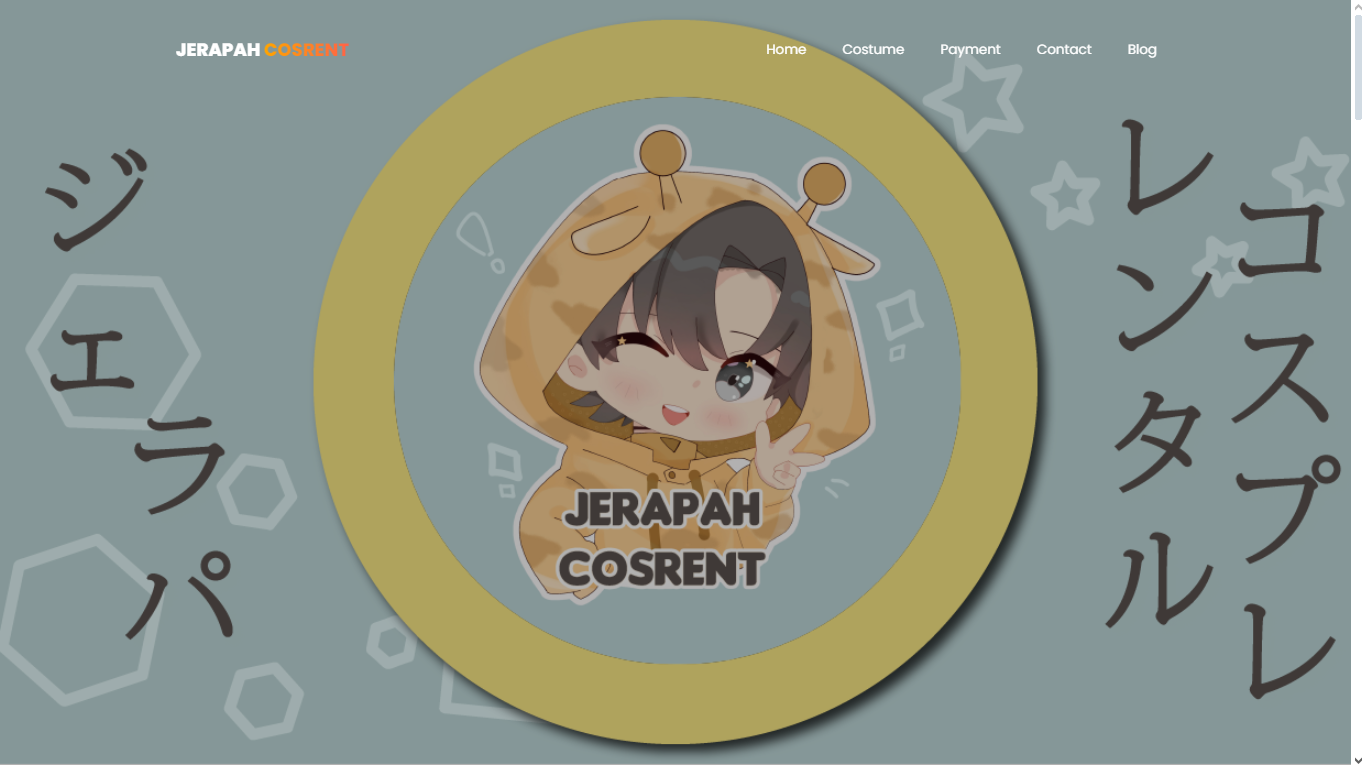 JERAPAH COSRENT
Home
Costume
Payment
Contact
Blog
ジェラパ
コスプレ
レンタル
JERAPAH
COSRENT